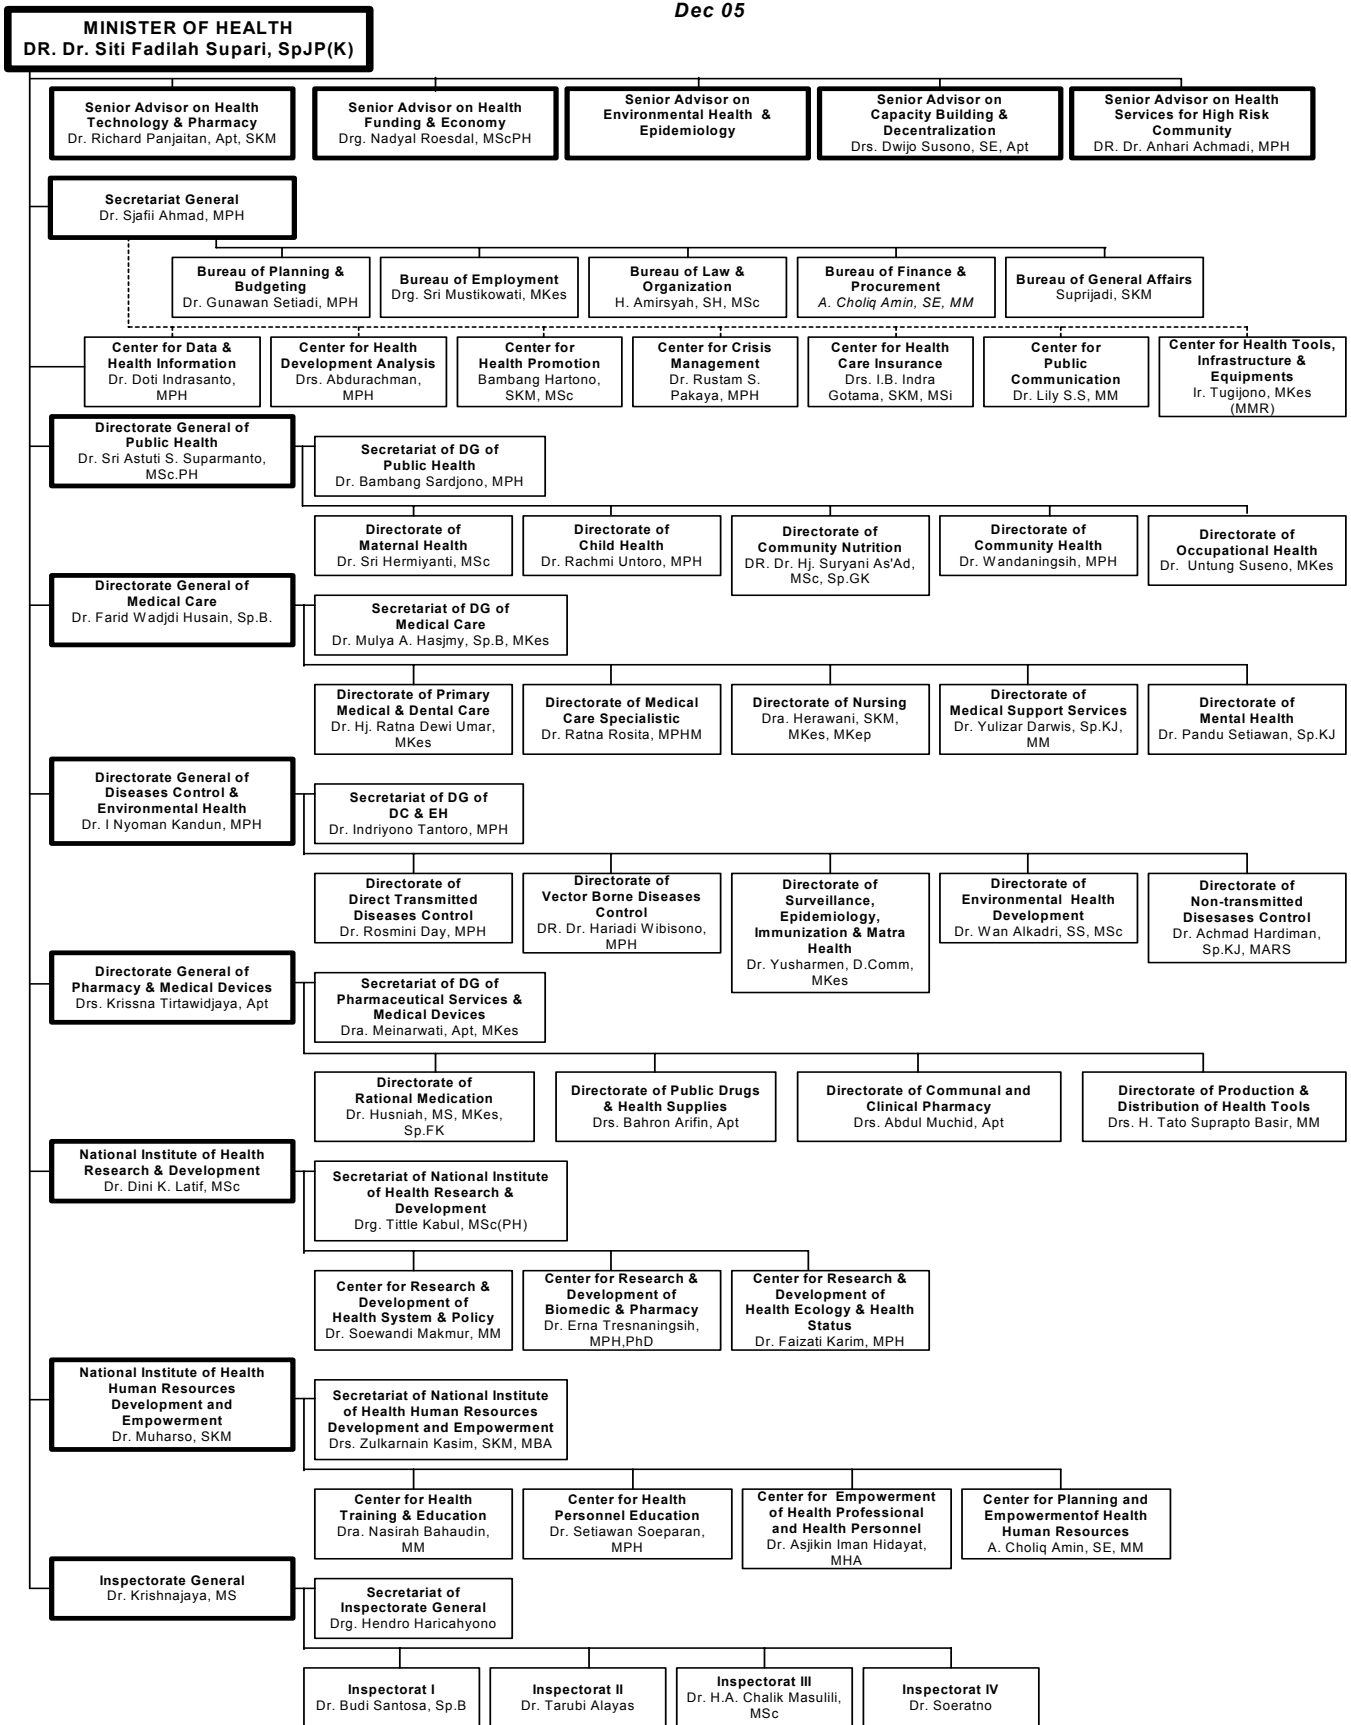 Dec 05
MINISTER OF HEALTH
DR. Dr. Siti Fadilah Supari, SpJP(K)
Senior Advisor on Health
Technology & Pharmacy
Dr. Richard Panjaitan, Apt, SKM
Senior Advisor on Health
Funding & Economy
Drg. Nadyal Roesdal, MScPH
Senior Advisor on
Environmental Health &
Epidemiology
Senior Advisor on
Capacity Building &
Decentralization
Drs. Dwijo Susono, SE, Apt
Senior Advisor on Health
Services for High Risk
Community
DR. Dr. Anhari Achmadi, MPH
Secretariat General
Dr. Sjafii Ahmad, MPH
Bureau of Planning &
Budgeting
Dr. Gunawan Setiadi, MPH
Bureau of Employment
Drg. Sri Mustikowati, MKes
Bureau of Law &
Organization
H. Amirsyah, SH, MSc
Bureau of Finance &
Procurement
A. Choliq Amin, SE, MM
Bureau of General Affairs
Suprijadi, SKM
Center for Data &
Health Information
Dr. Doti Indrasanto,
MPH
Center for Health
Development Analysis
Drs. Abdurachman,
MPH
Center for
Health Promotion
Bambang Hartono,
SKM, MSc
Center for Crisis
Management
Dr. Rustam S.
Pakaya, MPH
Center for Health
Care Insurance
Drs. I.B. Indra
Gotama, SKM, MSi
Center for
Public
Communication
Dr. Lily S.S, MM
Center for Health Tools,
Infrastructure &
Equipments
Ir. Tugijono, MKes
(MMR)
Directorate General of
Public Health
Dr. Sri Astuti S. Suparmanto,
MSc.PH
Secretariat of DG of
Public Health
Dr. Bambang Sardjono, MPH
Directorate of
Maternal Health
Dr. Sri Hermiyanti, MSc
Directorate of
Child Health
Dr. Rachmi Untoro, MPH
Directorate of
Community Nutrition
DR. Dr. Hj. Suryani As'Ad,
MSc, Sp.GK
Directorate of
Community Health
Dr. Wandaningsih, MPH
Directorate of
Occupational Health
Dr. Untung Suseno, MKes
Directorate General of
Medical Care
Dr. Farid Wadjdi Husain, Sp.B.
Secretariat of DG of
Medical Care
Dr. Mulya A. Hasjmy, Sp.B, MKes
Directorate of Primary
Medical & Dental Care
Dr. Hj. Ratna Dewi Umar,
MKes
Directorate of Medical
Care Specialistic
Dr. Ratna Rosita, MPHM
Directorate of Nursing
Dra. Herawani, SKM,
MKes, MKep
Directorate of
Medical Support Services
Dr. Yulizar Darwis, Sp.KJ,
MM
Directorate of
Mental Health
Dr. Pandu Setiawan, Sp.KJ
Directorate General of
Diseases Control &
Environmental Health
Dr. I Nyoman Kandun, MPH
Secretariat of DG of
DC & EH
Dr. Indriyono Tantoro, MPH
Directorate of
Direct Transmitted
Diseases Control
Dr. Rosmini Day, MPH
Directorate of
Vector Borne Diseases
Control
DR. Dr. Hariadi Wibisono,
MPH
Directorate of
Surveillance,
Epidemiology,
Immunization & Matra
Health
Dr. Yusharmen, D.Comm,
MKes
Directorate of
Environmental Health
Development
Dr. Wan Alkadri, SS, MSc
Directorate of
Non-transmitted
Disesases Control
Dr. Achmad Hardiman,
Sp.KJ, MARS
Directorate General of
Pharmacy & Medical Devices
Drs. Krissna Tirtawidjaya, Apt
Secretariat of DG of
Pharmaceutical Services &
Medical Devices
Dra. Meinarwati, Apt, MKes
Directorate of
Rational Medication
Dr. Husniah, MS, MKes,
Sp.FK
Directorate of Public Drugs
& Health Supplies
Drs. Bahron Arifin, Apt
Directorate of Communal and
Clinical Pharmacy
Drs. Abdul Muchid, Apt
Directorate of Production &
Distribution of Health Tools
Drs. H. Tato Suprapto Basir, MM
National Institute of Health
Research & Development
Dr. Dini K. Latif, MSc
Secretariat of National Institute
of Health Research &
Development
Drg. Tittle Kabul, MSc(PH)
Center for Research &
Development of
Health System & Policy
Dr. Soewandi Makmur, MM
Center for Research &
Development of
Biomedic & Pharmacy
Dr. Erna Tresnaningsih,
MPH,PhD
Center for Research &
Development of
Health Ecology & Health
Status
Dr. Faizati Karim, MPH
National Institute of Health
Human Resources
Development and
Empowerment
Dr. Muharso, SKM
Secretariat of National Institute
of Health Human Resources
Development and Empowerment
Drs. Zulkarnain Kasim, SKM, MBA
Center for Health
Training & Education
Dra. Nasirah Bahaudin,
MM
Center for Health
Personnel Education
Dr. Setiawan Soeparan,
MPH
Center for Empowerment
of Health Professional
and Health Personnel
Dr. Asjikin Iman Hidayat,
MHA
Center for Planning and
Empowermentof Health
Human Resources
A. Choliq Amin, SE, MM
Inspectorate General
Dr. Krishnajaya, MS
Secretariat of
Inspectorate General
Drg. Hendro Haricahyono
Inspectorat I
Dr. Budi Santosa, Sp.B
Inspectorat II
Dr. Tarubi Alayas
Inspectorat III
Dr. H.A. Chalik Masulili,
MSc
Inspectorat IV
Dr. Soeratno